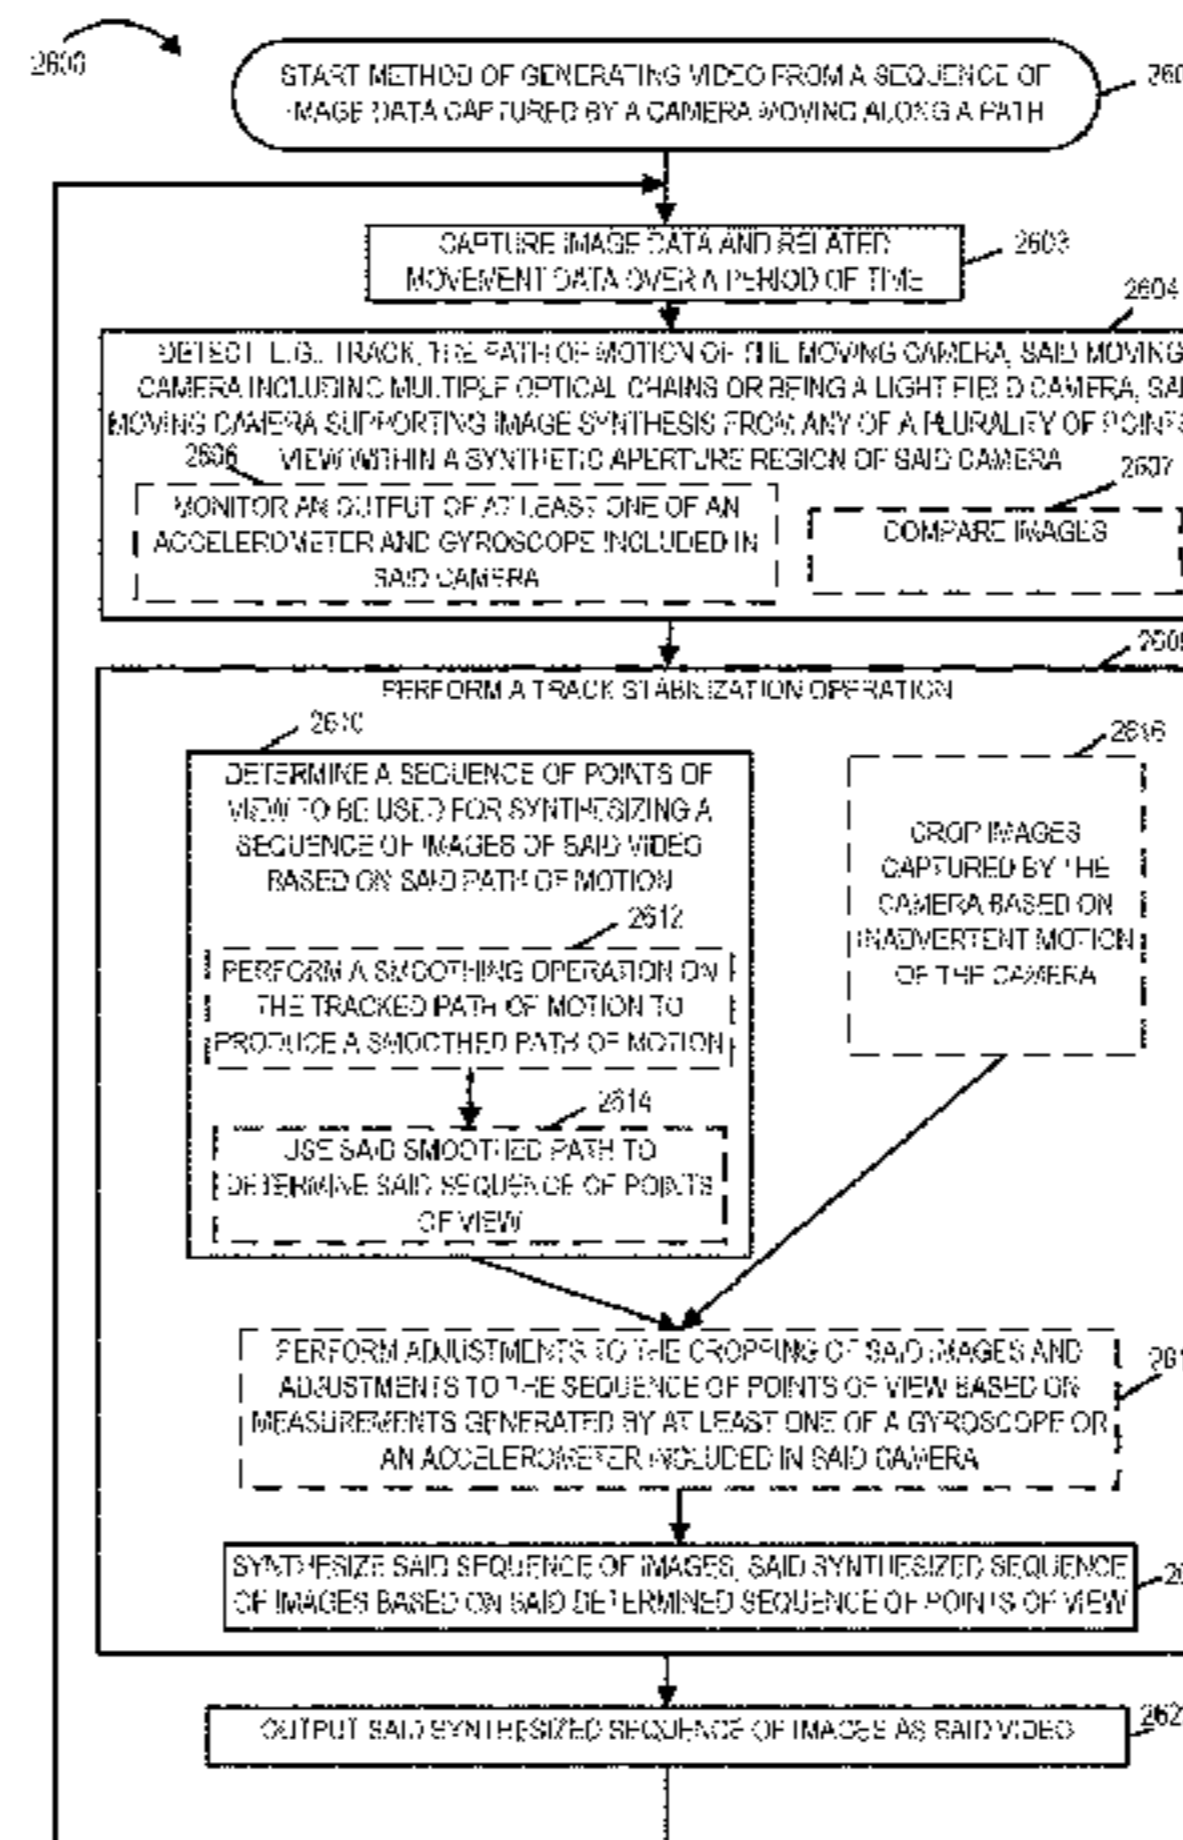 2600
START METHOD OF GENERATING VIDEO FROM A SEQUENCE OF
260
IMAGE DATA CAPTURED BY A CAMERA MOVING ALONG A PATH
CAPTURE IMAGE DATA AND RELATED
2603
MOVEMENT DATA OVER A PERIOD OF TIME
2604
DETECT E.G., TRACK, THE PATH OF MOTION OF THE MOVING CAMERA, SAID MOVING
CAMERA INCLUDING MULTIPLE OPTICAL CHAINS OR BEING A LIGHT FIELD CAMERA, SAI
MOVING CAMERA SUPPORTING IMAGE SYNTHESIS FROM ANY OF A PLURALITY OF POINTS
VIEW WITHIN A SYNTHETIC APERTURE REGION OF SAID CAMERA
2606
MONITOR AN OUTPUT OF AT LEAST ONE OF AN
ACCELEROMETER AND GYROSCOPE INCLUDED IN
SAID CAMERA
2607
COMPARE IMAGES
260
PERFORM A TRACK STABILIZATION OPERATION
2610
DETERMINE A SEQUENCE OF POINTS OF
VIEW TO BE USED FOR SYNTHESIZING A
SEQUENCE OF IMAGES OF SAID VIDEO
BASED ON SAID PATH OF MOTION
2612
PERFORM A SMOOTHING OPERATION ON
THE TRACKED PATH OF MOTION TO
PRODUCE A SMOOTHED PATH OF MOTION
2614
USE SAID SMOOTHED PATH TO
DETERMINE SAID SEQUENCE OF POINTS
OF VIEW
2616
CROP IMAGES
CAPTURED BY THE
CAMERA BASED ON
INADVERTENT MOTION
OF THE CAMERA
PERFORM ADJUSTMENTS TO THE CROPPING OF SAID IMAGES AND
ADJUSTMENTS TO THE SEQUENCE OF POINTS OF VIEW BASED ON
MEASUREMENTS GENERATED BY AT LEAST ONE OF A GYROSCOPE OR
AN ACCELEROMETER INCLUDED IN SAID CAMERA
261
SYNTHESIZE SAID SEQUENCE OF IMAGES, SAID SYNTHESIZED SEQUENCE
OF IMAGES BASED ON SAID DETERMINED SEQUENCE OF POINTS OF VIEW
26
OUTPUT SAID SYNTHESIZED SEQUENCE OF IMAGES AS SAID VIDEO
262